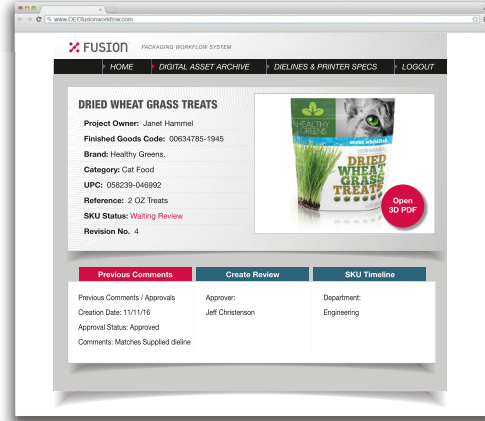 www.OECfusionworkflow.com
FUSION PACKAGING WORKFLOW SYSTEM
HOME DIGITAL ASSET ARCHIVE DIELINES & PRINTER SPECS LOGOUT
DRIED WHEAT GRASS TREATS
Project Owner: Janet Hammel
Finished Goods Code: 00634785-1945
Brand: Healthy Greens.
Category: Cat Food
UPC: 058239-046992
Reference: 2 OZ Treats
SKU Status: Waiting Review
Revision No. 4
HEALTHY
GREENS
ocean whitefish
DRIED
WHEAT
GRASS
TREATS
Open
3D PDF
Previous Comments Create Review SKU Timeline
Previous Comments / Approvals Approver: Department:
Creation Date: 11/11/16 Jeff Christenson Engineering
Approval Status: Approved
Comments: Matches Supplied dieline